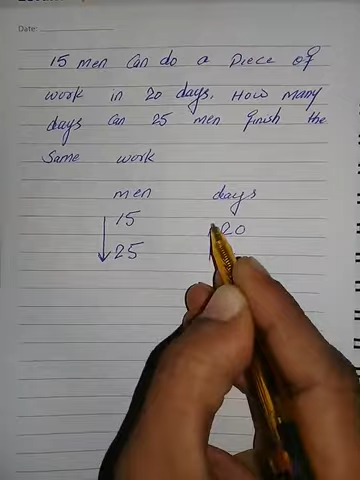 Date:
15 men can do a piece of
work in 20 days. How many
days can 25 men finish the
same work
men days
15 20
25